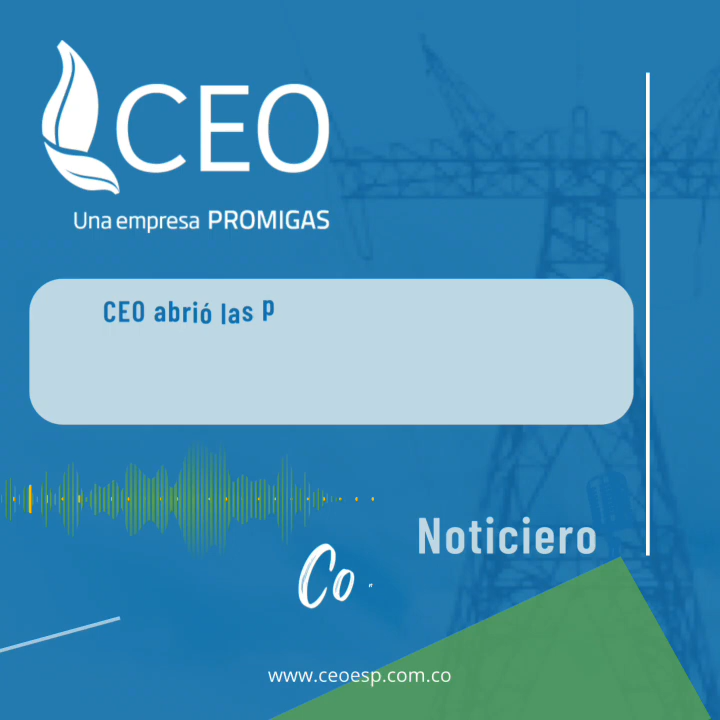 CEO
Una empresa PROMIGAS
CEO abrió las p
Noticiero
Co
www.ceoesp.com.co